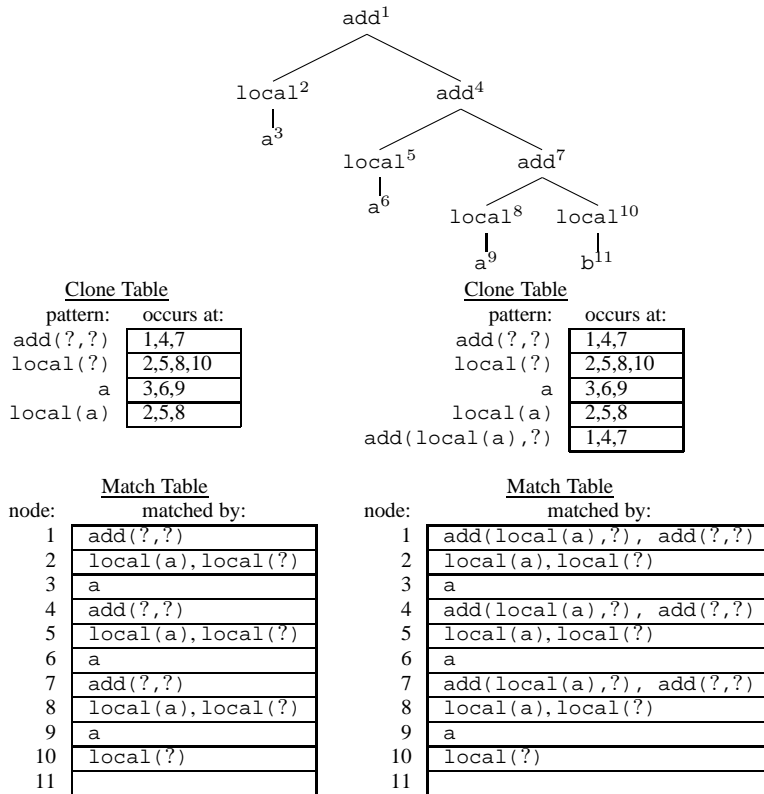 add1
local2 add4
a3
local5 add7
a6
local8 local10
a9 b11
Clone Table
pattern: occurs at:
add(?,?) 1,4,7
local(?) 2,5,8,10
a 3,6,9
local(a) 2,5,8
Clone Table
pattern: occurs at:
add(?,?) 1,4,7
local(?) 2,5,8,10
a 3,6,9
local(a) 2,5,8
add(local(a),?) 1,4,7
Match Table
node: matched by:
1 add(?,?)
2 local(a),local(?)
3 a
4 add(?,?)
5 local(a),local(?)
6 a
7 add(?,?)
8 local(a),local(?)
9 a
10 local(?)
11
Match Table
node: matched by:
1 add(local(a),?), add(?,?)
2 local(a),local(?)
3 a
4 add(local(a),?), add(?,?)
5 local(a),local(?)
6 a
7 add(local(a),?), add(?,?)
8 local(a),local(?)
9 a
10 local(?)
11